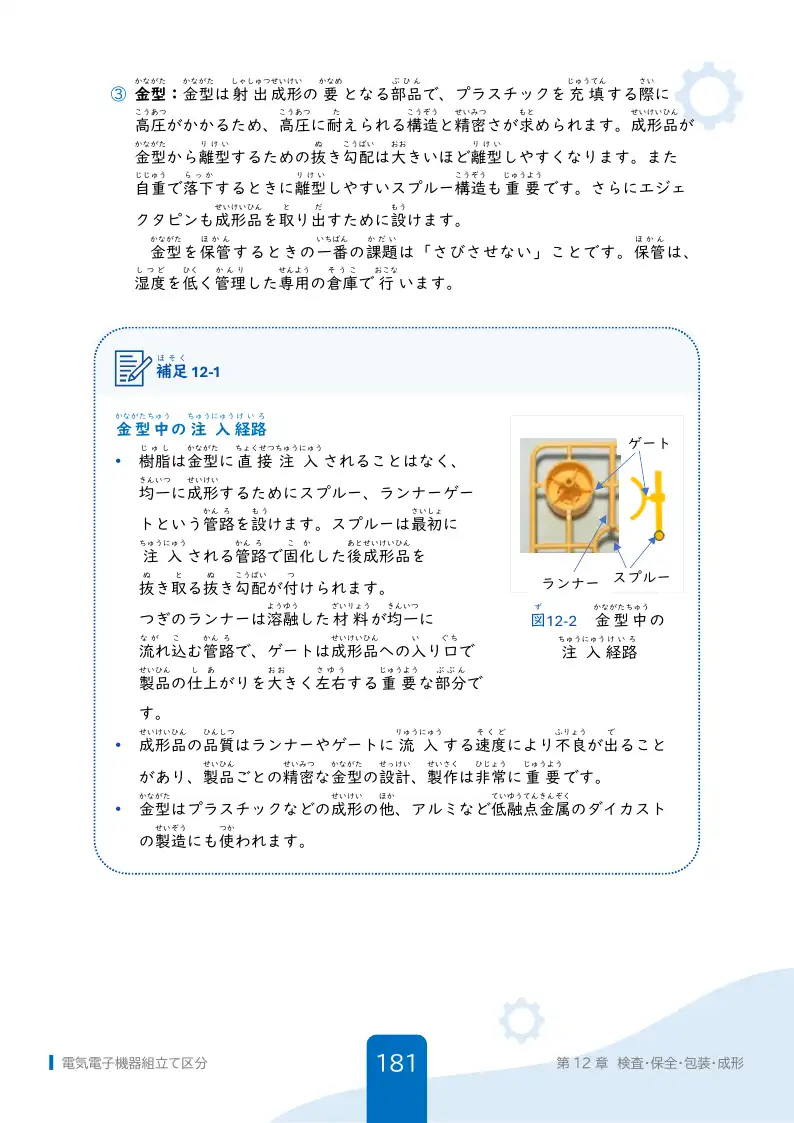 ③ 金型：金型は射出成形の要となる部品で、プラスチックを充填する際に
高圧がかかるため、高圧に耐えられる構造と精密さが求められます。成形品が
金型から離型するための抜き勾配は大きいほど離型しやすくなります。また
自重で落下するときに離型しやすいスプルー構造も重要です。さらにエジェ
クタピンも成形品を取り出すために設けます。
金型を保管するときの一番の課題は「さびさせない」ことです。保管は、
湿度を低く管理した専用の倉庫で行います。
補足 12-1
金型中の注入経路
• 樹脂は金型に直接注入されることはなく、
均一に成形するためにスプルー、ランナーゲー
トという管路を設けます。スプルーは最初に
注入される管路で固化した後成形品を
抜き取る抜き勾配が付けられます。
つぎのランナーは溶融した材料が均一に
流れ込む管路で、ゲートは成形品への入り口で
製品の仕上がりを大きく左右する重要な部分で
す。
ゲート
ランナー
スプルー
図12-2 金型中の
注入経路
• 成形品の品質はランナーやゲートに流入する速度により不良が出ること
があり、製品ごとの精密な金型の設計、製作は非常に重要です。
• 金型はプラスチックなどの成形の他、アルミなど低融点金属のダイカスト
の製造にも使われます。
電気電子機器組立て区分
181
第 12 章 検査･保全･包装･成形